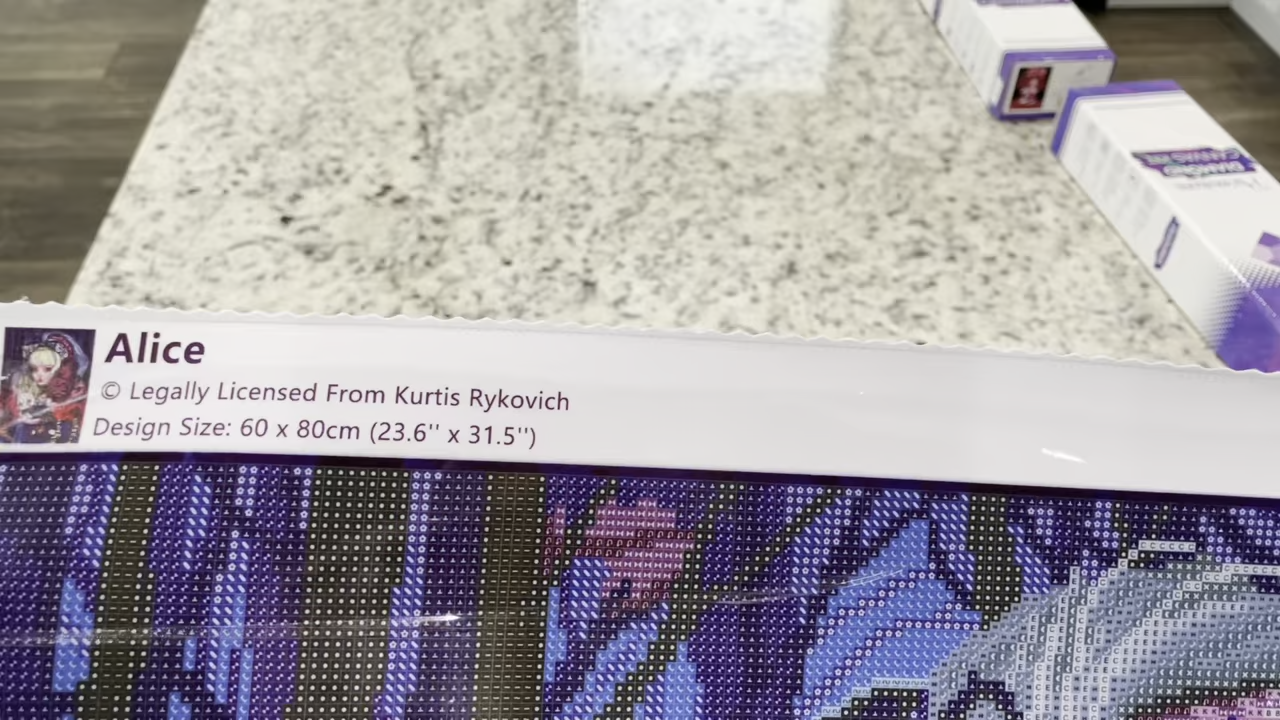 Alice
© Legally Licensed From Kurtis Rykovich
Design Size: 60 x 80cm (23.6'' x 31.5'')